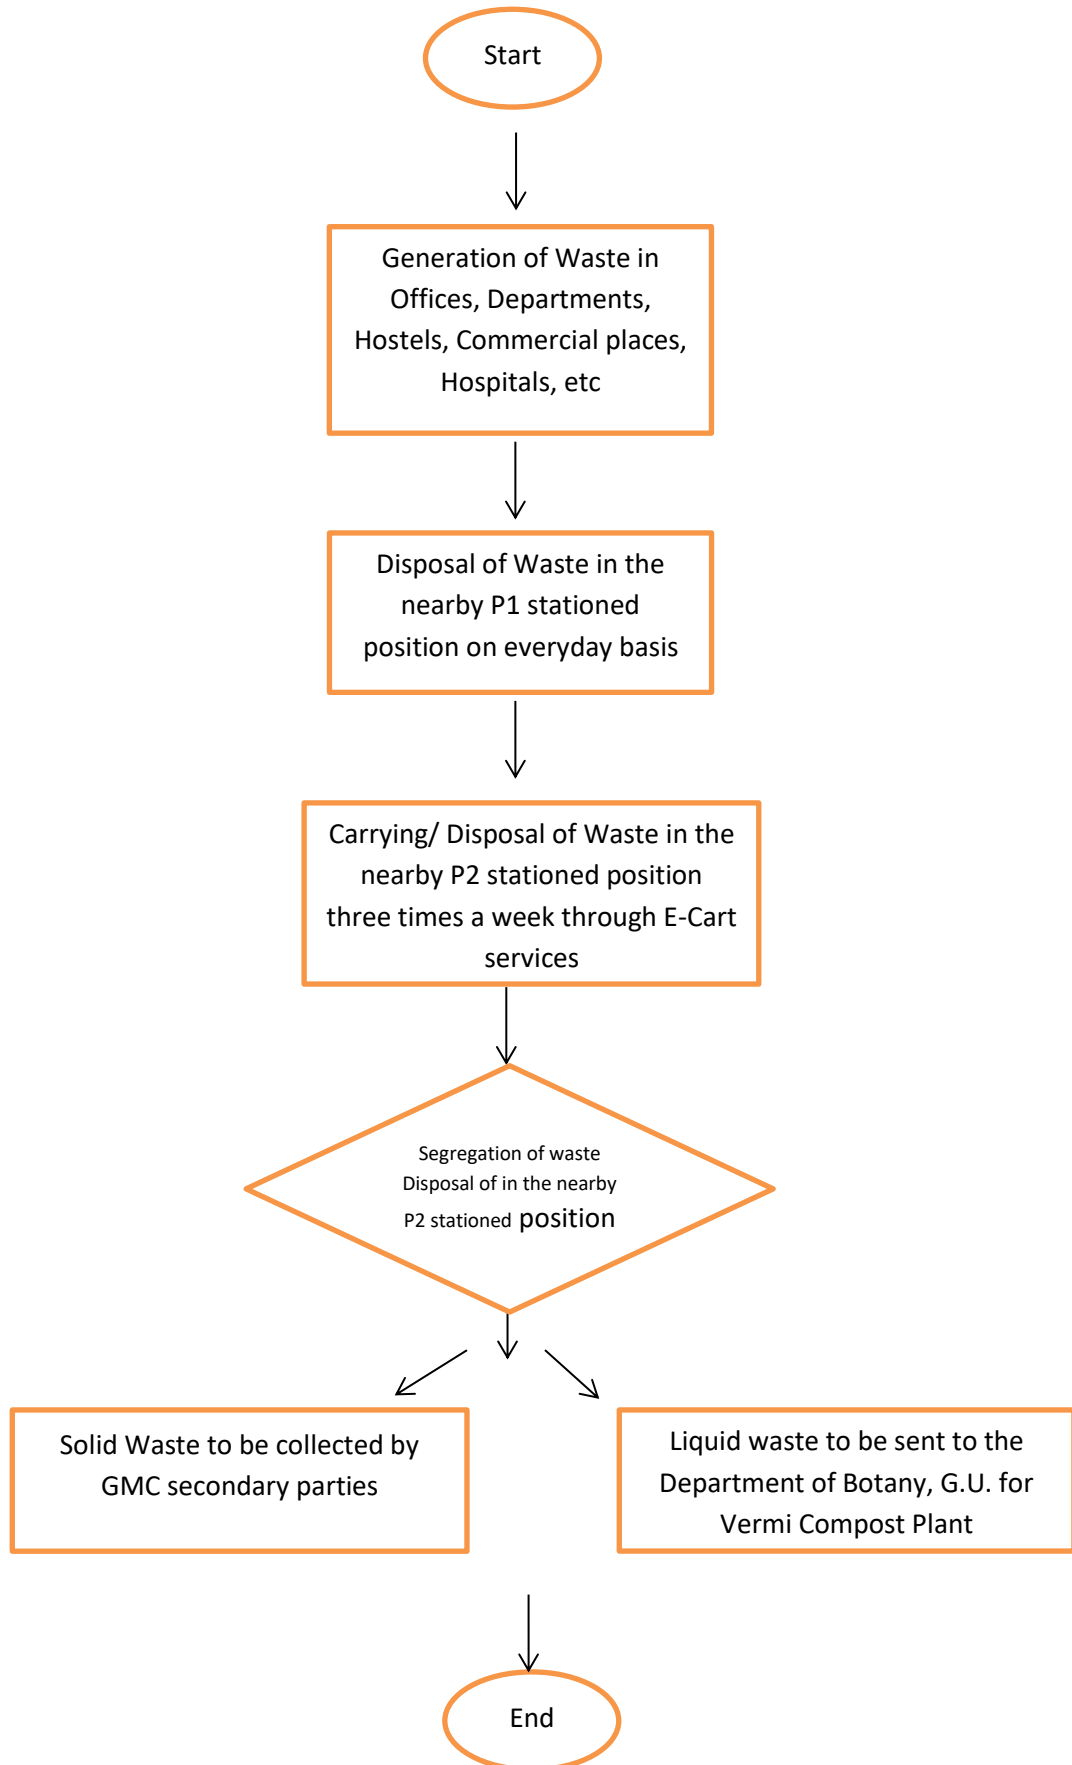 Start
Generation of Waste in
Offices, Departments,
Hostels, Commercial places,
Hospitals, etc
Disposal of Waste in the
nearby P1 stationed
position on everyday basis
Carrying/ Disposal of Waste in the
nearby P2 stationed position
three times a week through E-Cart
services
Segregation of waste
Disposal of in the nearby
P2 stationed position
Solid Waste to be collected by
GMC secondary parties
Liquid waste to be sent to the
Department of Botany, G.U. for
Vermi Compost Plant
End